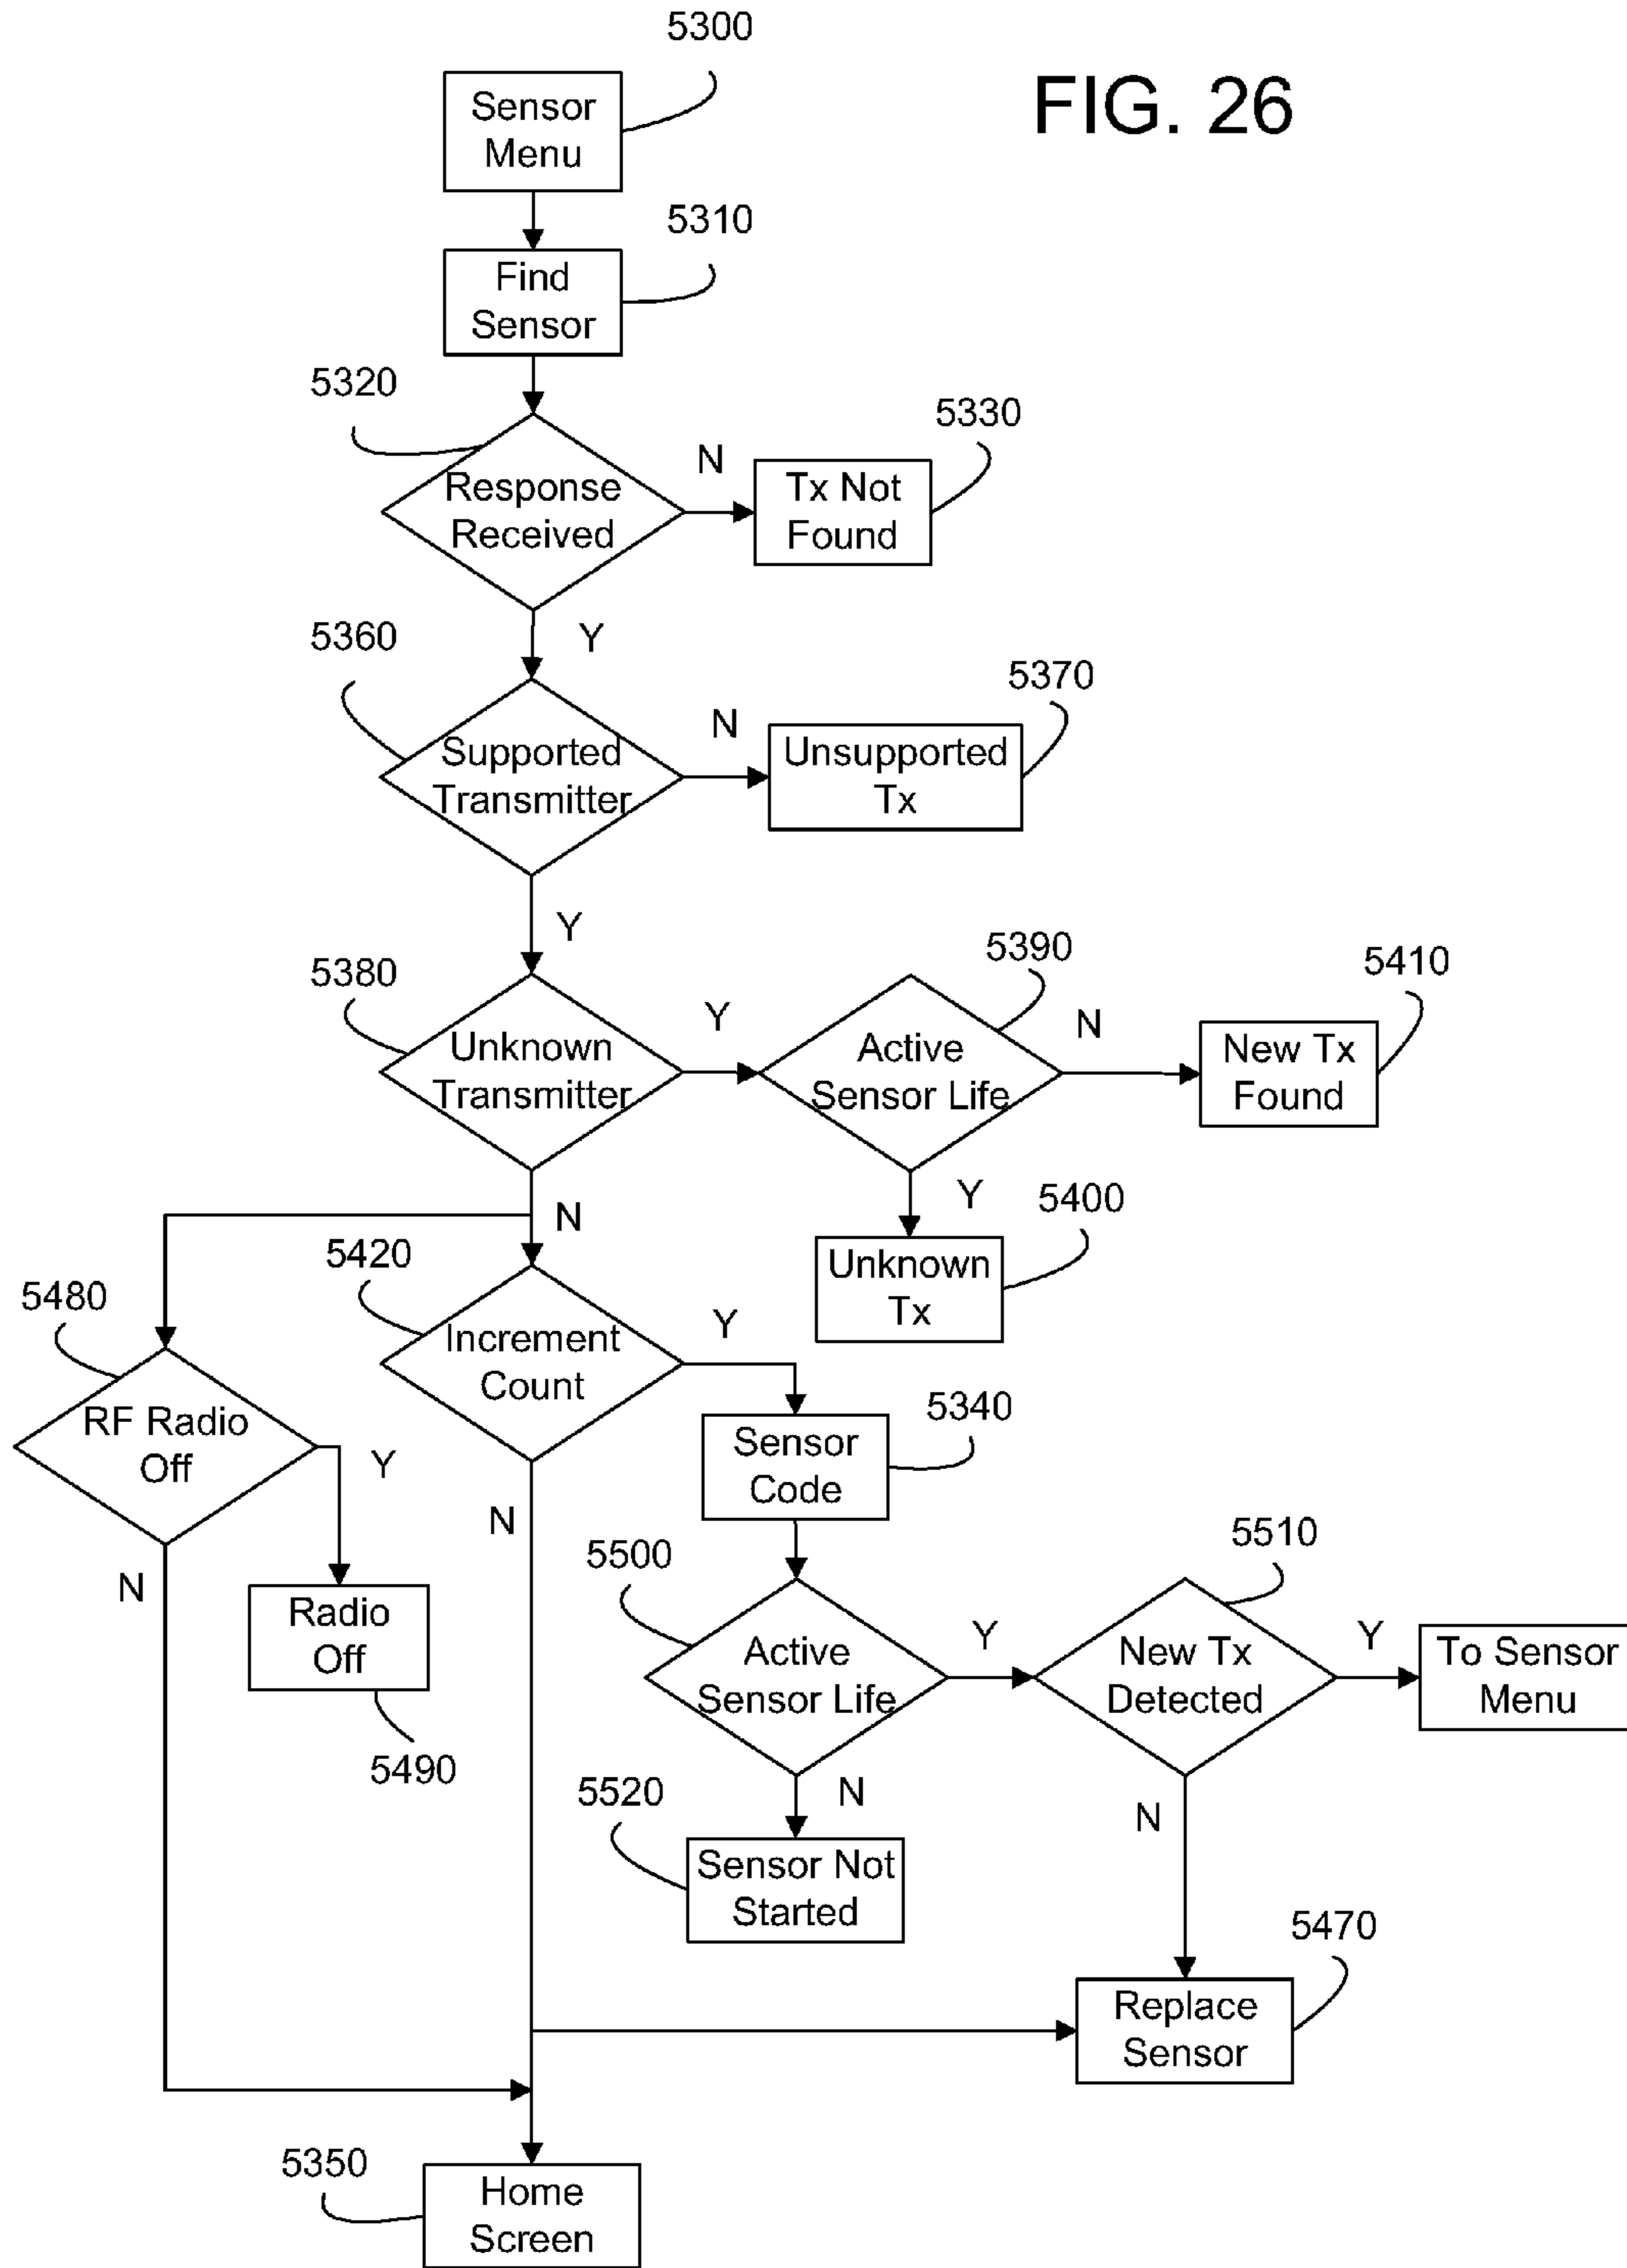 5300
FIG. 26
Sensor
Menu
5310
Find
Sensor
5320
5330
Response
Received
N
Tx Not
Found
5360
Y
5370
Supported
Transmitter
N
Unsupported
Tx
Y
5380
5390
5410
Unknown
Transmitter
Y
Active
Sensor Life
N
New Tx
Found
Y
5400
N
5420
Unknown
Tx
5480
Increment
Count
Y
5340
RF Radio
Off
Y
Sensor
Code
N
5500
5510
N
Radio
Off
5490
Active
Sensor Life
Y
New Tx
Detected
Y
To Sensor
Menu
5520
N
N
Sensor Not
Started
5470
Replace
Sensor
5350
Home
Screen